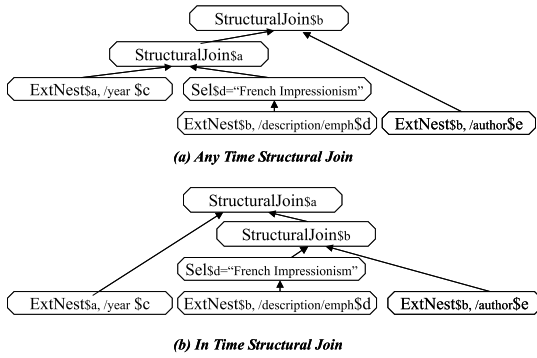 StructuralJoin$b
StructuralJoin$a
ExtNest$a, /year $c
Sel$d="French Impressionism"
ExtNest$b, /description/emph$d
ExtNest$b, /author$e
(a) Any Time Structural Join
StructuralJoin$a
StructuralJoin$b
Sel$d="French Impressionism"
ExtNest$a, /year $c
ExtNest$b, /description/emph$d
ExtNest$b, /author$e
(b) In Time Structural Join